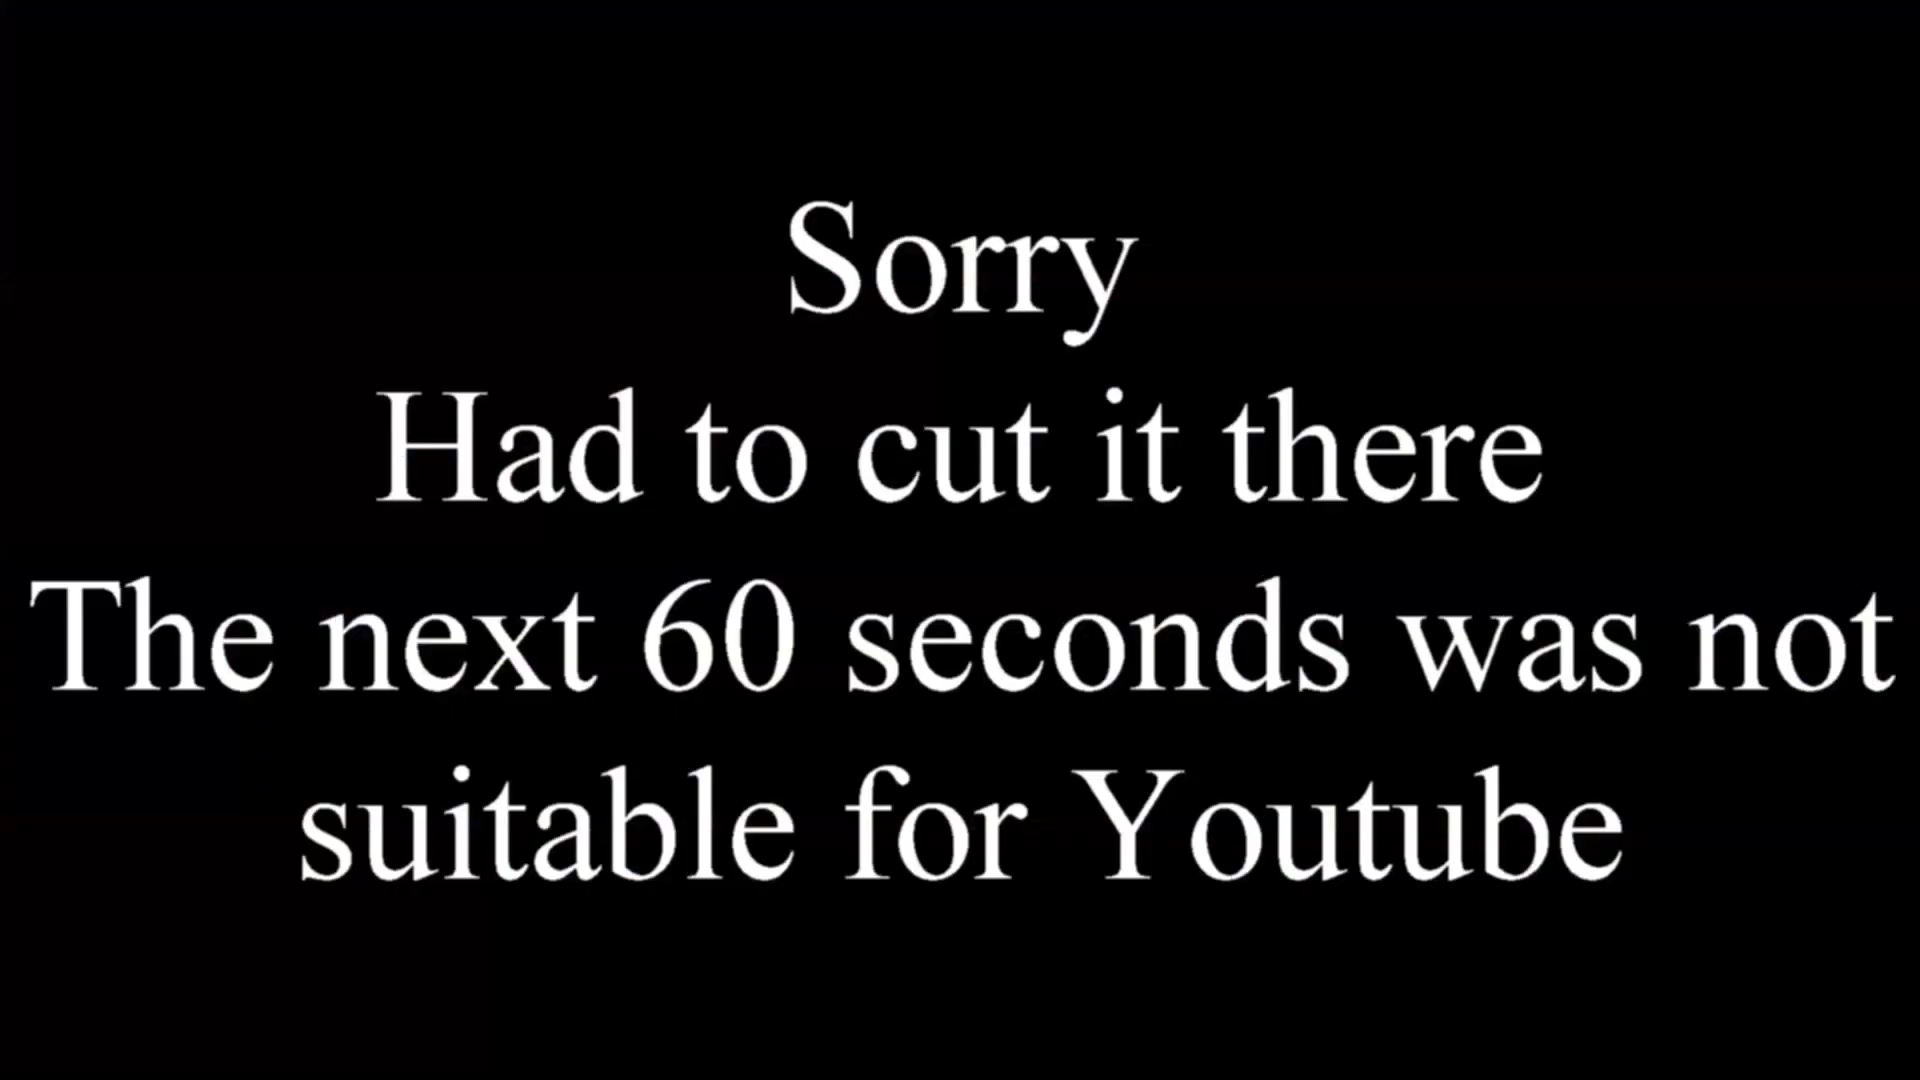 Sorry
Had to cut it there
The next 60 seconds was not
suitable for Youtube